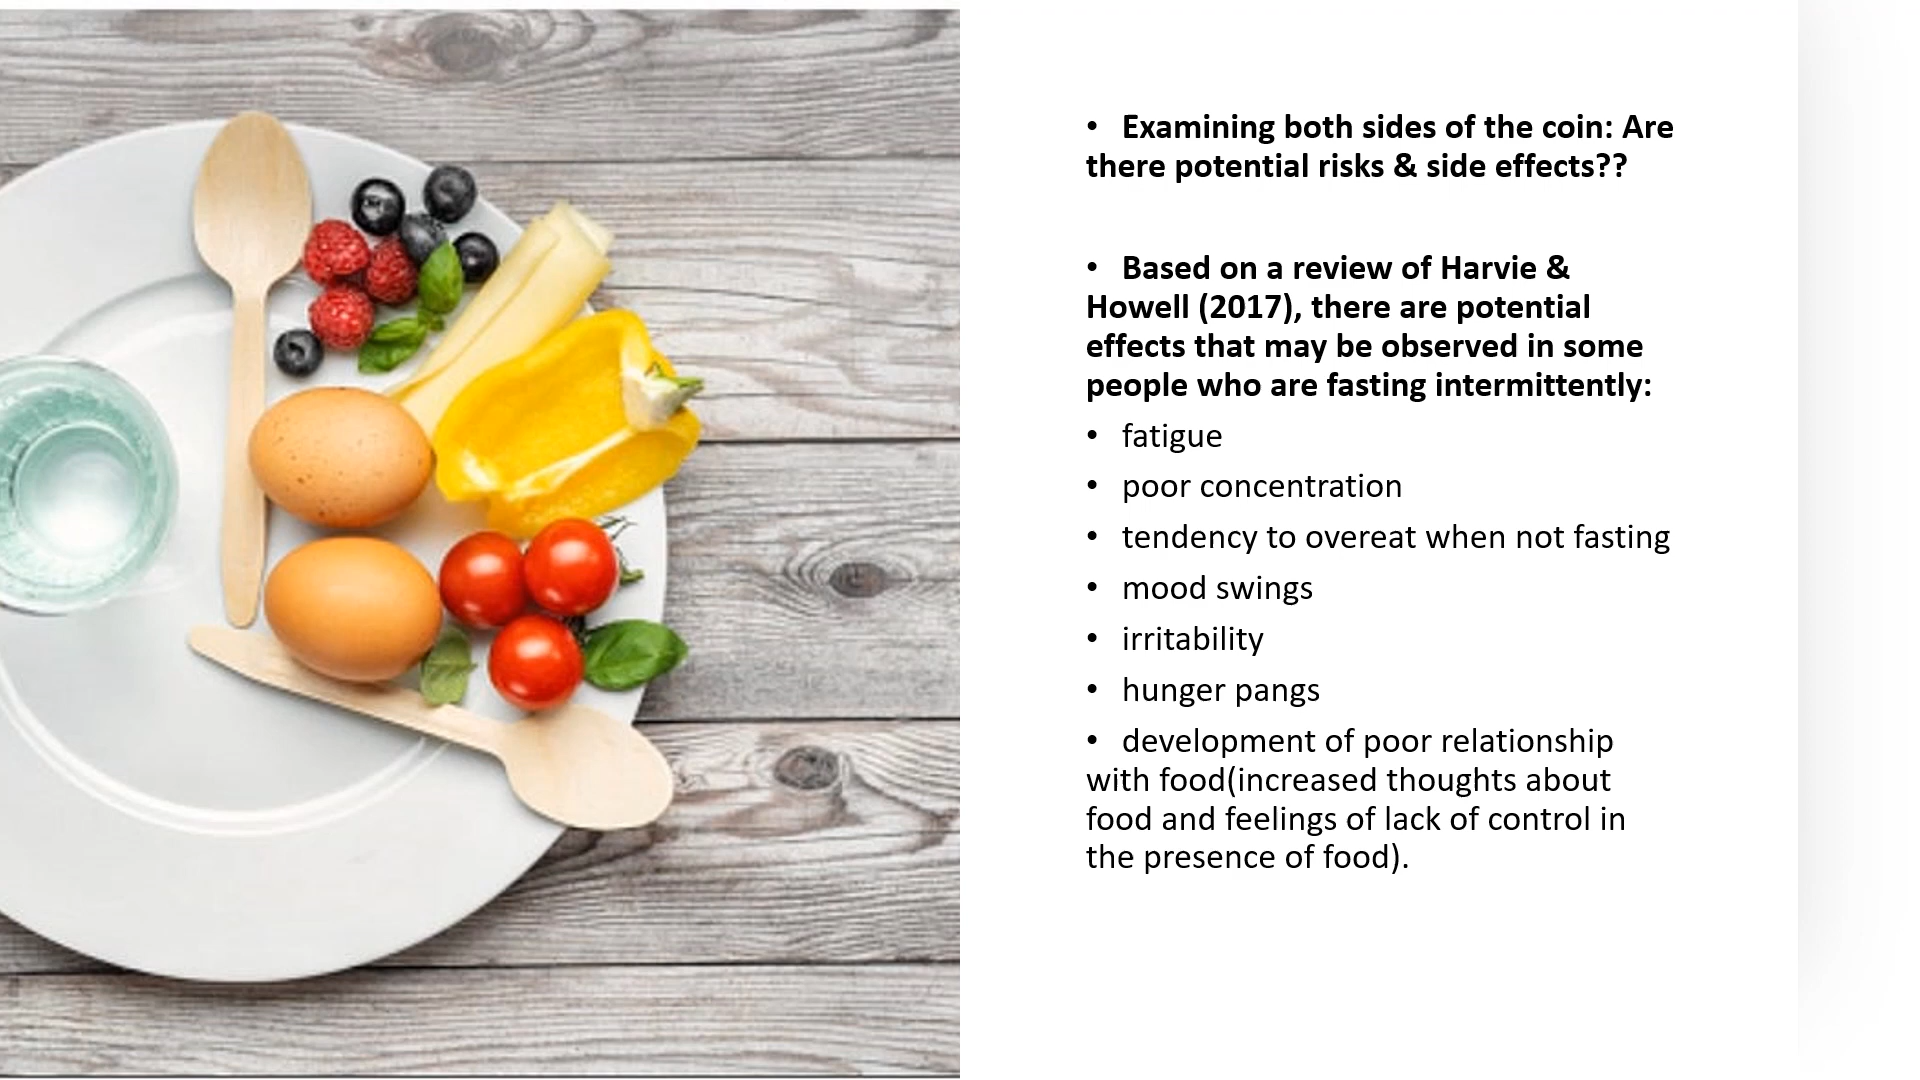 • Examining both sides of the coin: Are
there potential risks & side effects??
• Based on a review of Harvie &
Howell (2017), there are potential
effects that may be observed in some
people who are fasting intermittently:
• fatigue
• poor concentration
• tendency to overeat when not fasting
• mood swings
• irritability
• hunger pangs
• development of poor relationship
with food(increased thoughts about
food and feelings of lack of control in
the presence of food).